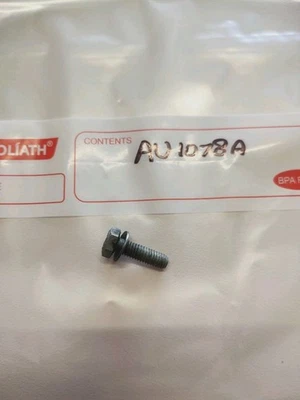 OLIATH®
CONTENTS
AU1078A
E
BPA